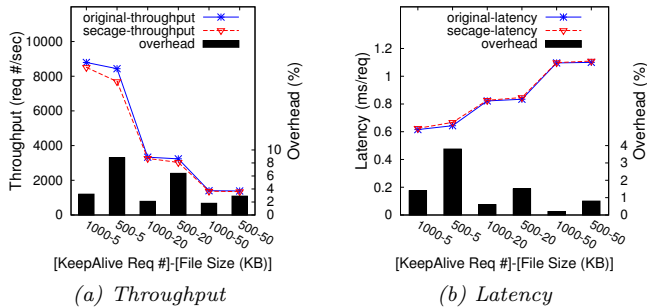 original-throughput
secage-throughput
overhead
Throughput (req #/sec)
10000
8000
6000
4000
2000
0
Overhead (%)
10
8
6
4
2
0
1000-5
500-5
1000-20
500-20
1000-50
500-50
[KeepAlive Req #]-[File Size (KB)]
(a) Throughput
original-latency
secage-latency
overhead
Latency (ms/req)
1.2
1
0.8
0.6
0.4
0.2
0
Overhead (%)
4
3
2
1
0
1000-5
500-5
1000-20
500-20
1000-50
500-50
[KeepAlive Req #]-[File Size (KB)]
(b) Latency